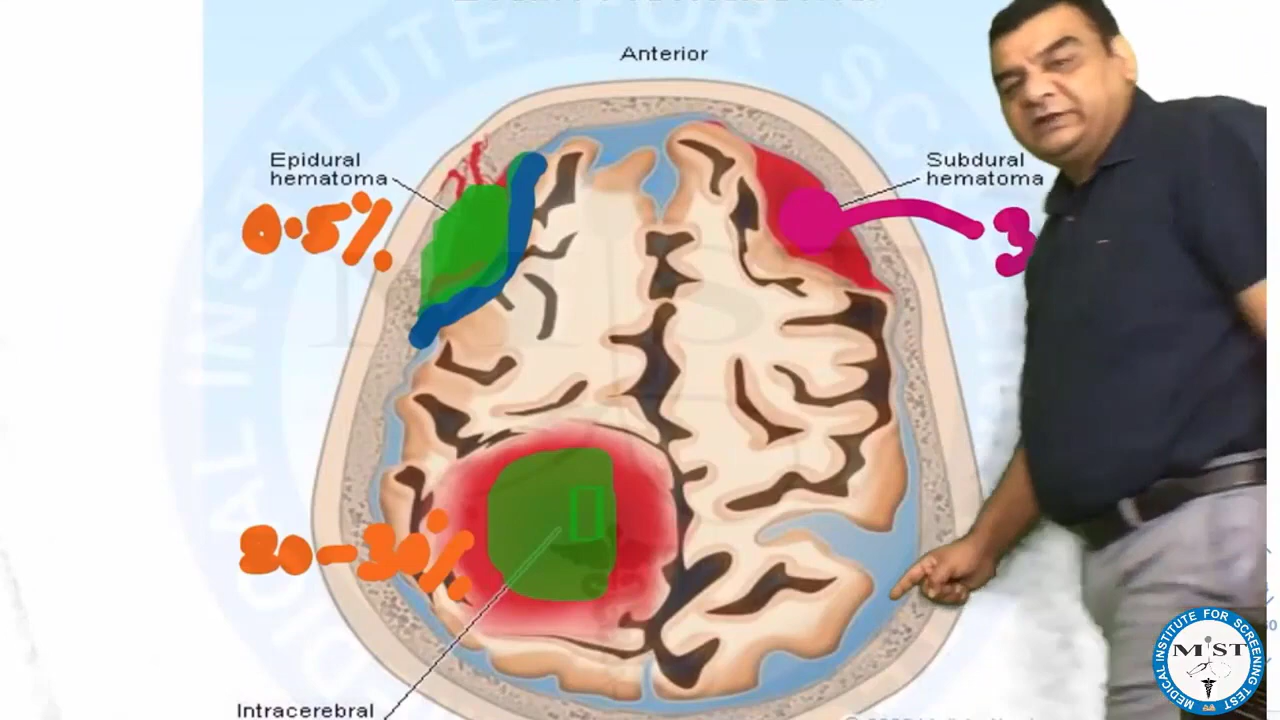 Anterior
Epidural
hematoma
Subdural
hematoma
0.5%
3
20-30%
Intracerebral
MEDICAL INSTITUTE FOR SCREENING TEST
MIST